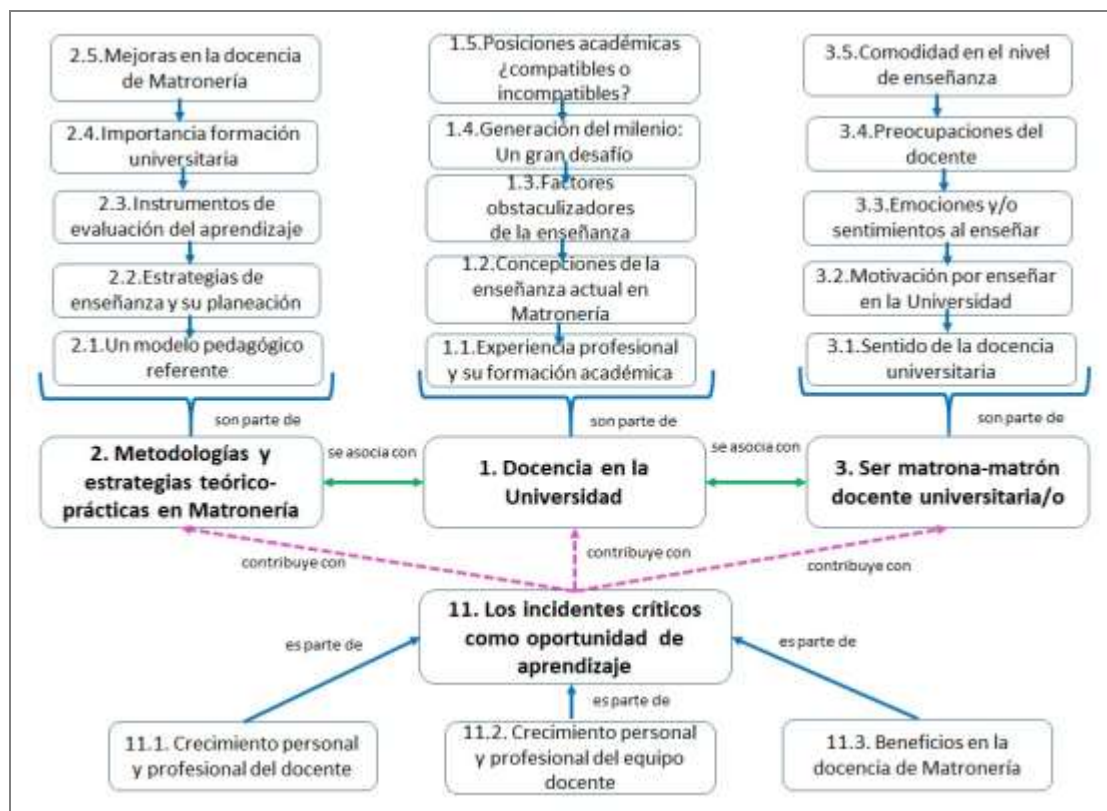 2.5.Mejoras en la docencia
de Matronería
2.4.Importancia formación
universitaria
2.3.Instrumentos de
evaluación del aprendizaje
2.2.Estrategias de
enseñanza y su planeación
2.1.Un modelo pedagógico
referente
1.5.Posiciones académicas
¿compatibles o
incompatibles?
1.4.Generación del milenio:
Un gran desafío
1.3.Factores
obstaculizadores
de la enseñanza
1.2.Concepciones de la
enseñanza actual en
Matronería
1.1.Experiencia profesional
y su formación académica
3.5.Comodidad en el nivel
de enseñanza
3.4.Preocupaciones del
docente
3.3.Emociones y/o
sentimientos al enseñar
3.2.Motivación por enseñar
en la Universidad
3.1.Sentido de la docencia
universitaria
son parte de
son parte de
son parte de
2. Metodologías y
estrategias teórico-
prácticas en Matronería
se asocia con
1. Docencia en la
Universidad
se asocia con
3. Ser matrona-matrón
docente universitaria/o
contribuye con
contribuye con
contribuye con
11. Los incidentes críticos
como oportunidad de
aprendizaje
es parte de
es parte de
es parte de
11.1. Crecimiento personal
y profesional del docente
11.2. Crecimiento personal
y profesional del equipo
docente
11.3. Beneficios en la
docencia de Matronería